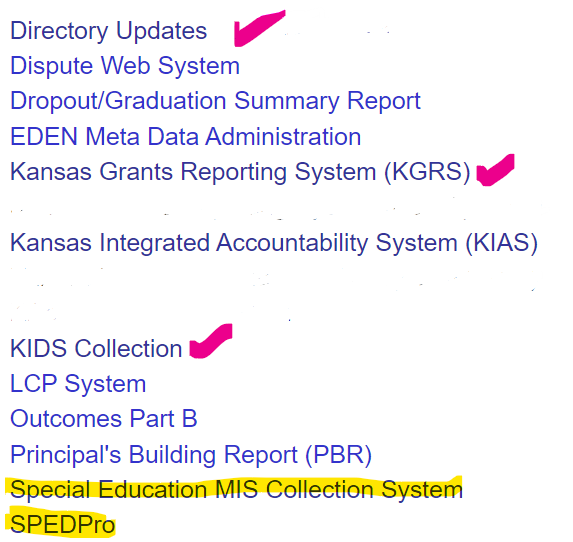 Directory Updates
Dispute Web System
Dropout/Graduation Summary Report
EDEN Meta Data Administration
Kansas Grants Reporting System (KGRS)
Kansas Integrated Accountability System (KIAS)
KIDS Collection
LCP System
Outcomes Part B
Principal's Building Report (PBR)
Special Education MIS Collection System
SPEDPro